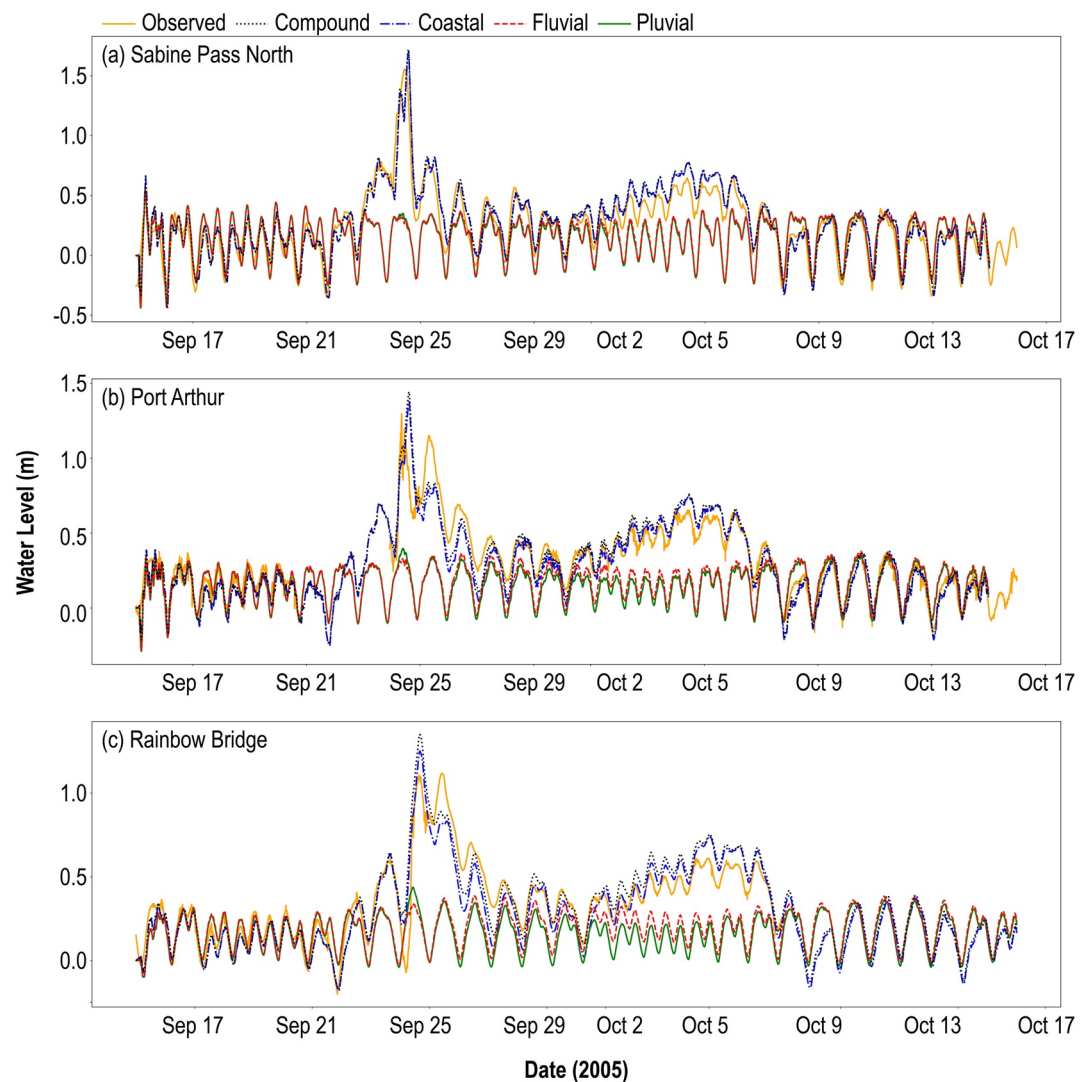 Observed Compound Coastal Fluvial Pluvial
(a) Sabine Pass North
1.5
1.0
0.5
0.0
-0.5
Sep 17 Sep 21 Sep 25 Sep 29 Oct 2 Oct 5 Oct 9 Oct 13 Oct 17
(b) Port Arthur
1.5
1.0
0.5
0.0
Water Level (m)
Sep 17 Sep 21 Sep 25 Sep 29 Oct 2 Oct 5 Oct 9 Oct 13 Oct 17
(c) Rainbow Bridge
1.0
0.5
0.0
Sep 17 Sep 21 Sep 25 Sep 29 Oct 2 Oct 5 Oct 9 Oct 13 Oct 17
Date (2005)